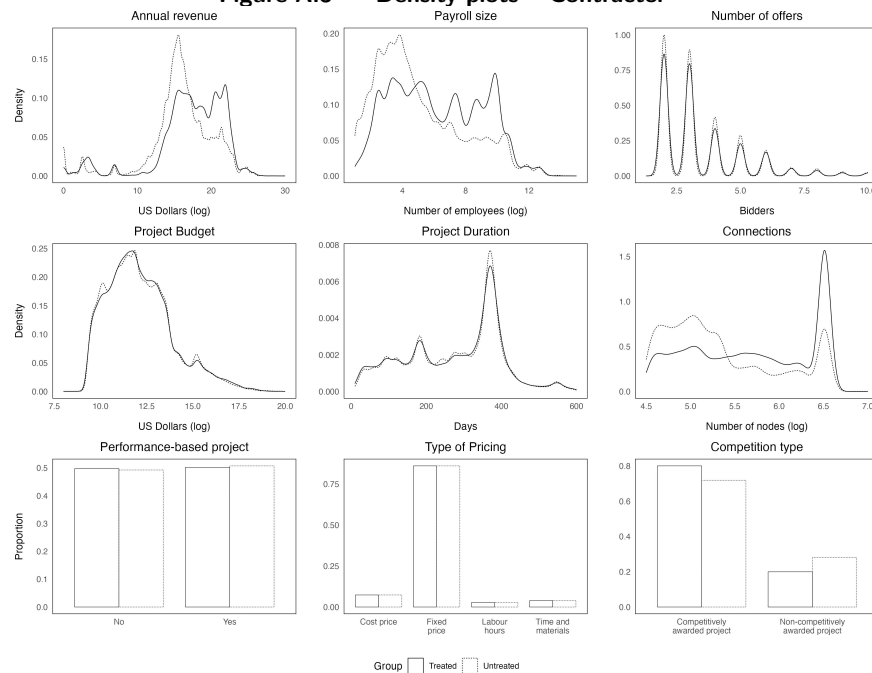 Annual revenue
Payroll size
Number of offers
Density
0.15
0.10
0.05
0.00
0.20
0.15
0.10
0.05
0.00
1.00
0.75
0.50
0.25
0.00
0 10 20 30
4 8 12
2.5 5.0 7.5 10.0
US Dollars (log)
Number of employees (log)
Bidders
Project Budget
Project Duration
Connections
Density
0.25
0.20
0.15
0.10
0.05
0.00
0.008
0.006
0.004
0.002
0.000
1.5
1.0
0.5
0.0
7.5 10.0 12.5 15.0 17.5 20.0
0 200 400 600
4.5 5.0 5.5 6.0 6.5 7.0
US Dollars (log)
Days
Number of nodes (log)
Performance-based project
Type of Pricing
Competition type
Proportion
0.5
0.4
0.3
0.2
0.1
0.0
0.75
0.50
0.25
0.00
0.8
0.6
0.4
0.2
0.0
No Yes
Cost price Fixed price Labour hours Time and materials
Competitively awarded project Non-competitively awarded project
Group Treated Untreated